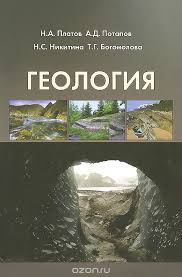 Н.А. Платов А.Д. Потапов
Н.С. Никитина Т.Г. Богомолова
ГЕОЛОГИЯ
ozon.ru